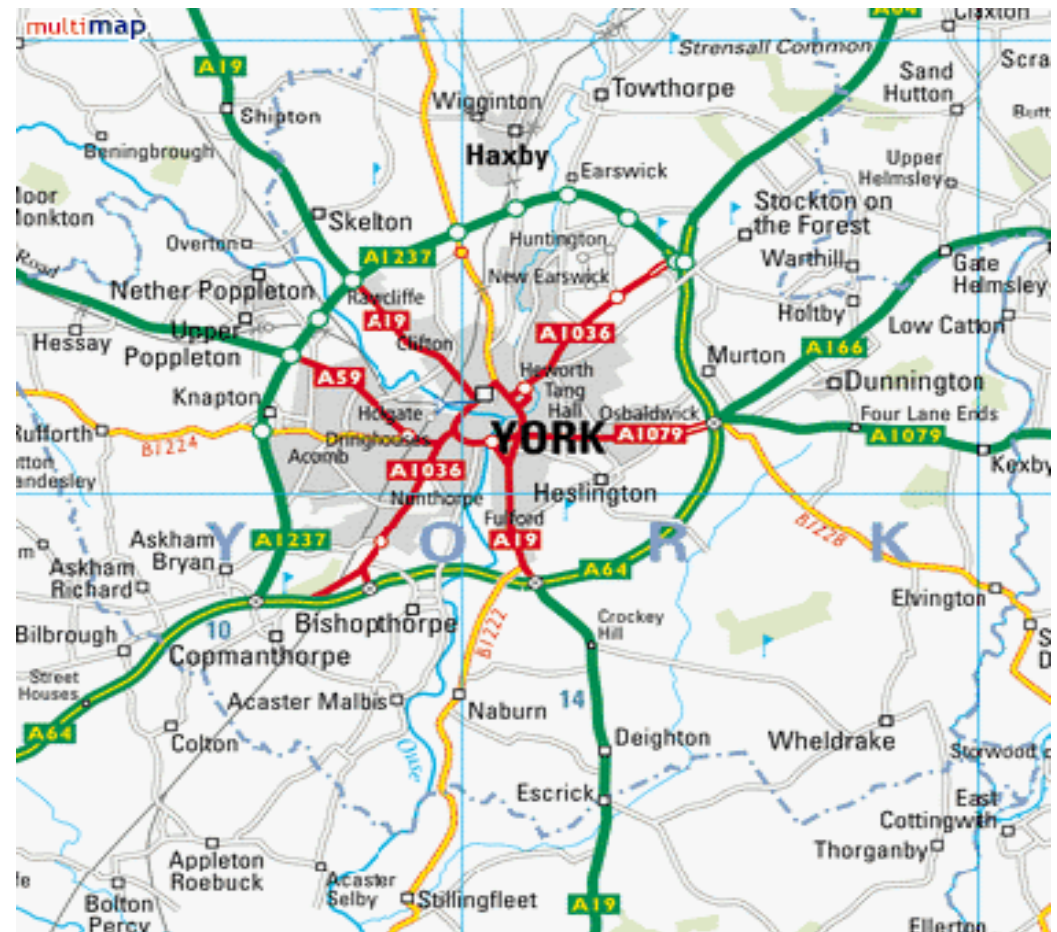 multimap
A64
Claxton
A19
Strensall Common
Sand
Hutton
Towthorpe
Wigginton
Shipton
Beningbrough
Haxby
Earswick
Upper
Helmsley
Moor
Monkton
Skelton
Stockton on
the Forest
Overton
A1237
Huntington
Warthill
Gate
Helmsley
Road
New Earswick
Nether Poppleton
Rawcliffe
A19
Holtby
Low Catton
Hessay
Upper
Poppleton
Clifton
A1036
A166
Murton
A59
Heworth
Tang
Hall
Dunnington
Knapton
Holgate
Osbaldwick
Four Lane Ends
Rufforth
B1224
Dringhouses
YORK
A1079
A1079
Acomb
A1036
Kexby
Nunthorpe
Heslington
Fulford
YORK
B1228
Askham
Bryan
A1237
A19
Askham
Richard
A64
Elvington
Bilbrough
10
Bishopthorpe
B1222
Crockey
Hill
Copmanthorpe
Street
Houses
Acaster Malbis
Naburn
14
A64
Colton
Ouse
Deighton
Wheldrake
Storwood
Escrick
East
Cottingwith
Thorganby
Appleton
Roebuck
Acaster
Selby
Stillingfleet
A19
Bolton
Percy
Ellerton